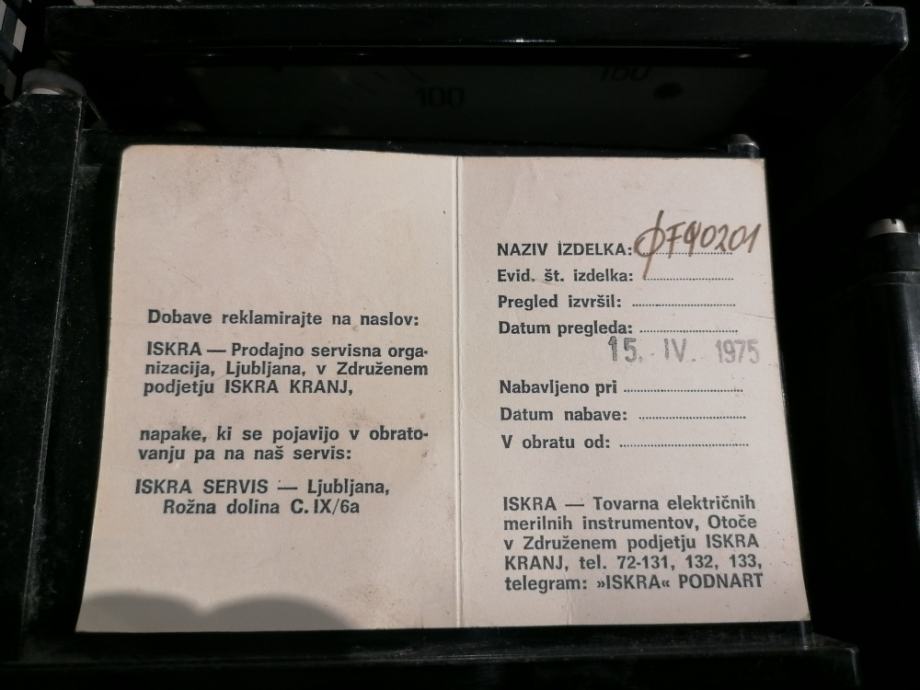 100
160
Dobave reklamirajte na naslov:
ISKRA — Prodajno servisna orga-
nizacija, Ljubljana, v Združenem
podjetju ISKRA KRANJ,
napake, ki se pojavijo v obrato-
vanju pa na naš servis:
ISKRA SERVIS — Ljubljana,
Rožna dolina C. IX/6a
NAZIV IZDELKA: ϕF40201
Evid. št. izdelka:
Pregled izvršil:
Datum pregleda:
15. IV. 1975
Nabavljeno pri
Datum nabave:
V obratu od:
ISKRA — Tovarna električnih
merilnih instrumentov, Otoče
v Združenem podjetju ISKRA
KRANJ, tel. 72-131, 132, 133,
telegram: »ISKRA« PODNART